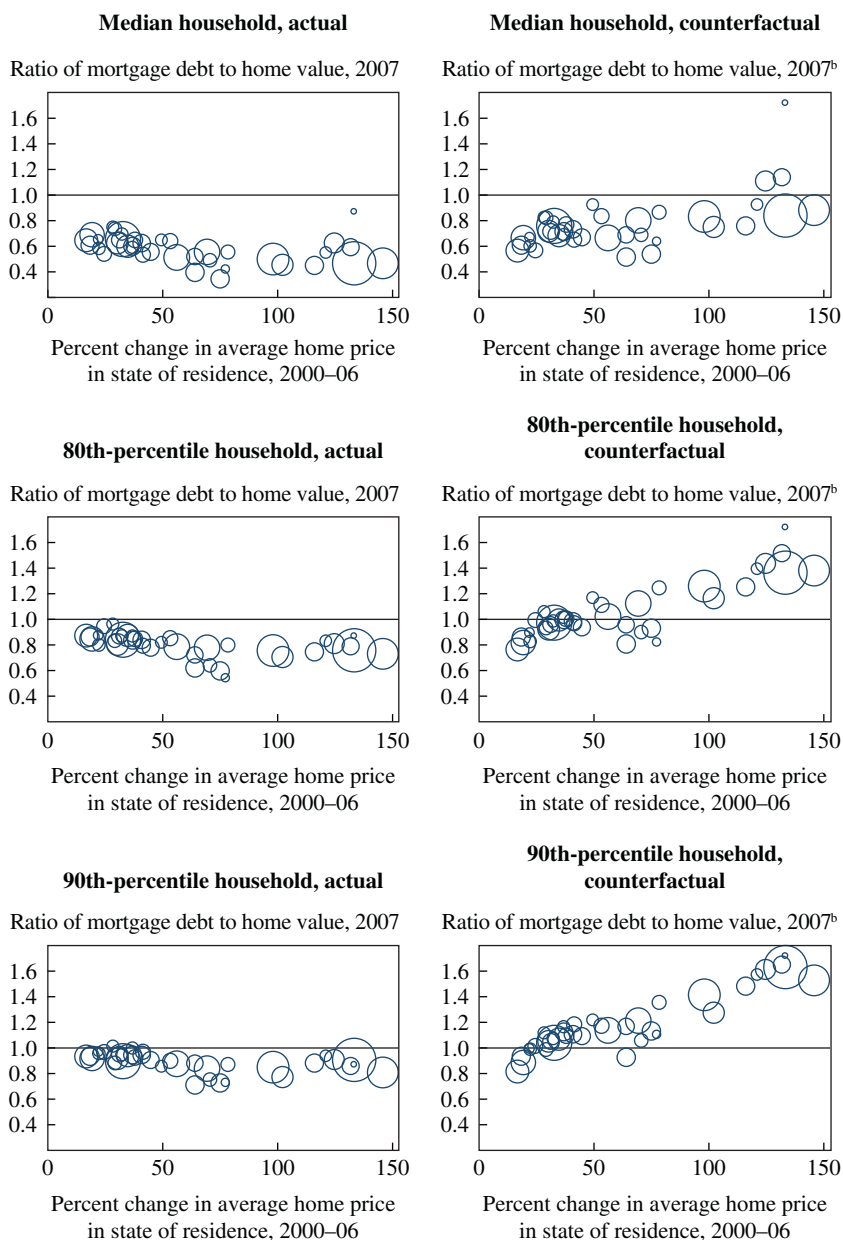 Median household, actual
Ratio of mortgage debt to home value, 2007
1.6
1.4
1.2
1.0
0.8
0.6
0.4
0 50 100 150
Percent change in average home price
in state of residence, 2000–06
Median household, counterfactual
Ratio of mortgage debt to home value, 2007ᵇ
1.6
1.4
1.2
1.0
0.8
0.6
0.4
0 50 100 150
Percent change in average home price
in state of residence, 2000–06
80th-percentile household, actual
Ratio of mortgage debt to home value, 2007
1.6
1.4
1.2
1.0
0.8
0.6
0.4
0 50 100 150
Percent change in average home price
in state of residence, 2000–06
80th-percentile household,
counterfactual
Ratio of mortgage debt to home value, 2007ᵇ
1.6
1.4
1.2
1.0
0.8
0.6
0.4
0 50 100 150
Percent change in average home price
in state of residence, 2000–06
90th-percentile household, actual
Ratio of mortgage debt to home value, 2007
1.6
1.4
1.2
1.0
0.8
0.6
0.4
0 50 100 150
Percent change in average home price
in state of residence, 2000–06
90th-percentile household,
counterfactual
Ratio of mortgage debt to home value, 2007ᵇ
1.6
1.4
1.2
1.0
0.8
0.6
0.4
0 50 100 150
Percent change in average home price
in state of residence, 2000–06